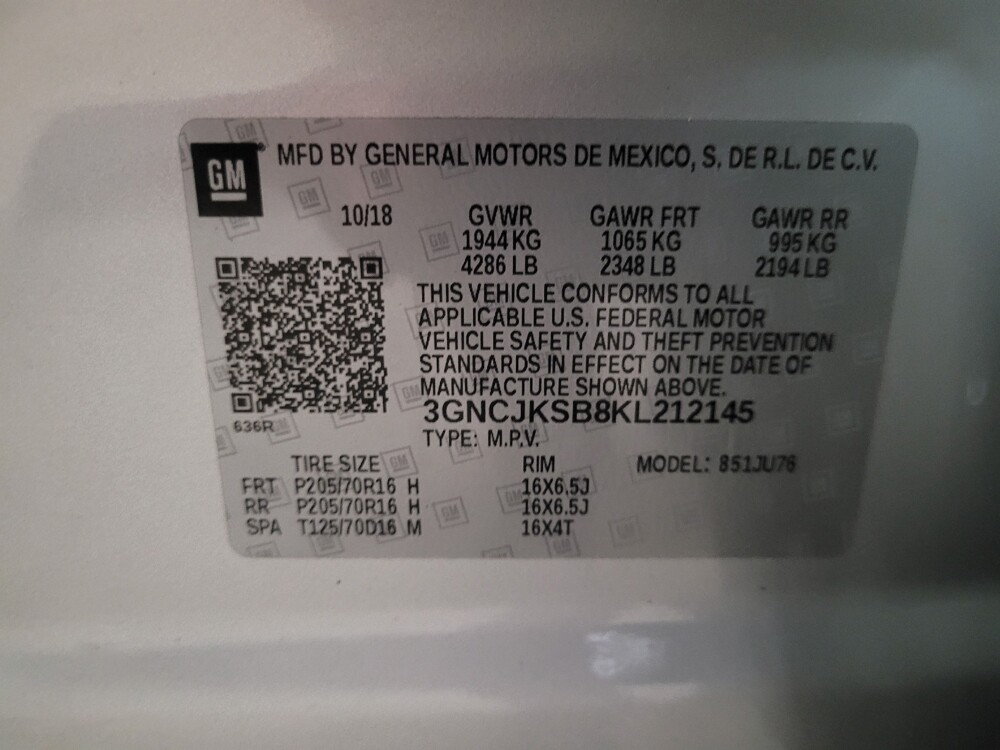 GM MFD BY GENERAL MOTORS DE MEXICO, S. DE R.L. DE C.V.
10/18 GVWR GAWR FRT GAWR RR
1944 KG 1065 KG 995 KG
4286 LB 2348 LB 2194 LB
THIS VEHICLE CONFORMS TO ALL
APPLICABLE U.S. FEDERAL MOTOR
VEHICLE SAFETY AND THEFT PREVENTION
STANDARDS IN EFFECT ON THE DATE OF
MANUFACTURE SHOWN ABOVE.
3GNCJKSB8KL212145
636R
TYPE: M.P.V.
TIRE SIZE RIM MODEL: 851JU76
FRT P205/70R16 H 16X6.5J
RR P205/70R16 H 16X6.5J
SPA T125/70D16 M 16X4T